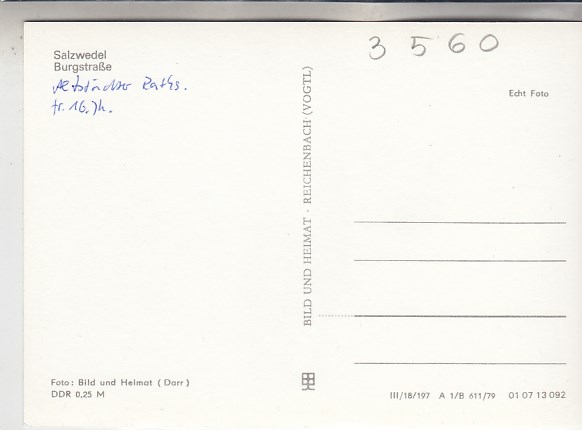 Salzwedel
Burgstraße
Altstädter Raths.
fr. 16. Jh.
3560
Echt Foto
BILD UND HEIMAT · REICHENBACH (VOGTL)
Foto: Bild und Heimat (Darr)
DDR 0,25 M
III/18/197 A 1/B 611/79 01 07 13 092